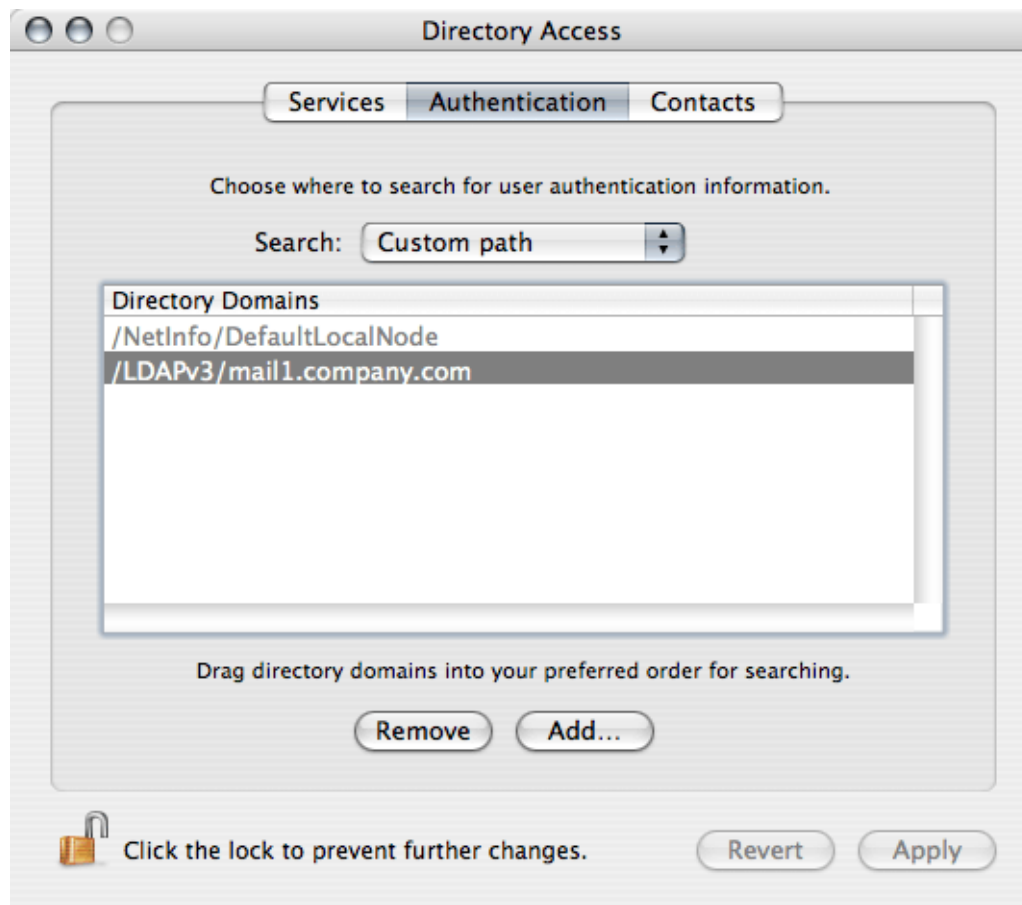 Directory Access
Services Authentication Contacts
Choose where to search for user authentication information.
Search: Custom path
Directory Domains
/NetInfo/DefaultLocalNode
/LDAPv3/mail1.company.com
Drag directory domains into your preferred order for searching.
Remove Add...
Click the lock to prevent further changes. Revert Apply